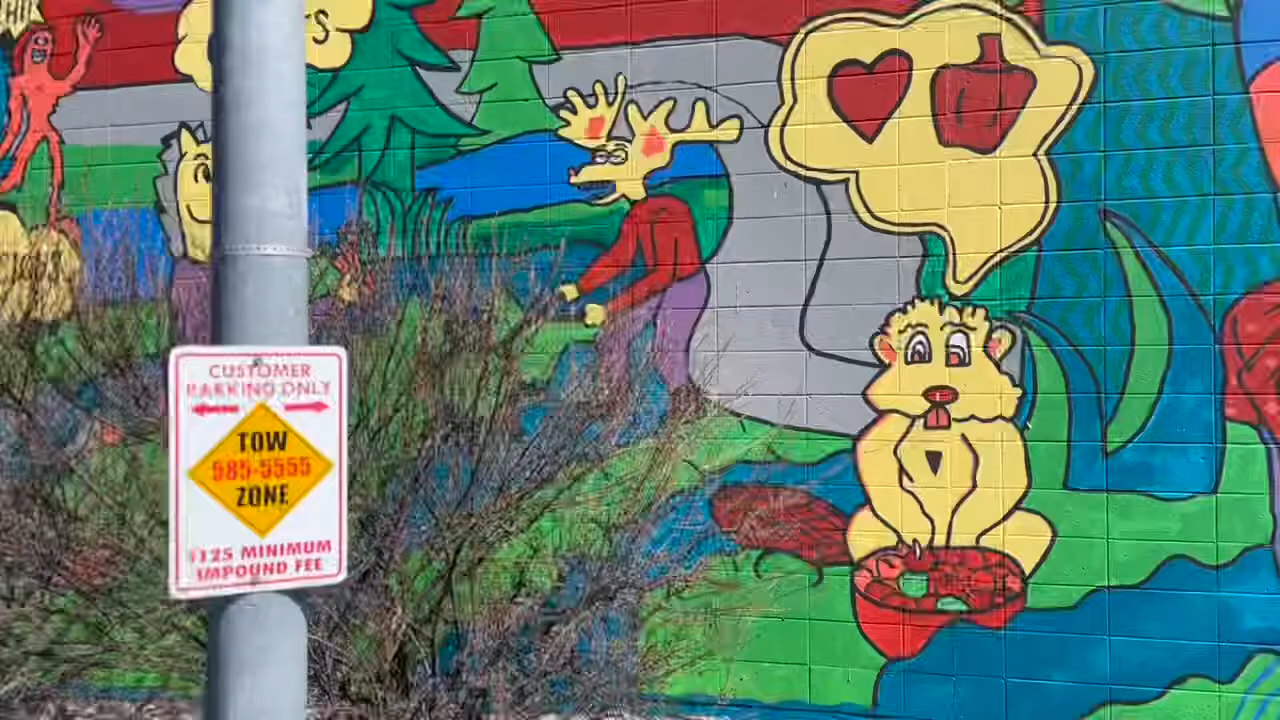 CUSTOMER
PARKING ONLY
TOW
585-5555
ZONE
$125 MINIMUM
IMPOUND FEE